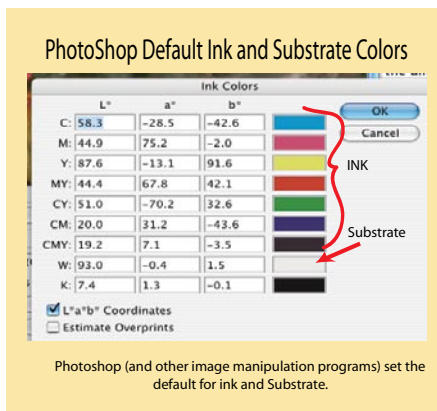 PhotoShop Default Ink and Substrate Colors
Ink Colors
L* a* b*
C: 58.3 -28.5 -42.6
OK
M: 44.9 75.2 -2.0
Cancel
Y: 87.6 -13.1 91.6
INK
MY: 44.4 67.8 42.1
CY: 51.0 -70.2 32.6
CM: 20.0 31.2 -43.6
Substrate
CMY: 19.2 7.1 -3.5
W: 93.0 -0.4 1.5
K: 7.4 1.3 -0.1
L*a*b* Coordinates
Estimate Overprints
Photoshop (and other image manipulation programs) set the
default for ink and Substrate.